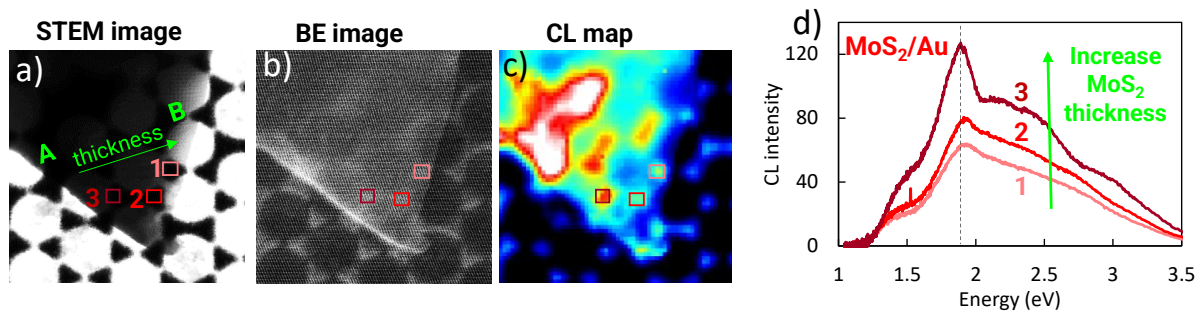 STEM image
BE image
CL map
a)
b)
c)
d)
A
thickness
B
1
2
3
CL intensity
120
80
40
0
MoS₂/Au
3
2
1
Increase
MoS₂
thickness
1
1.5
2
2.5
3
3.5
Energy (eV)